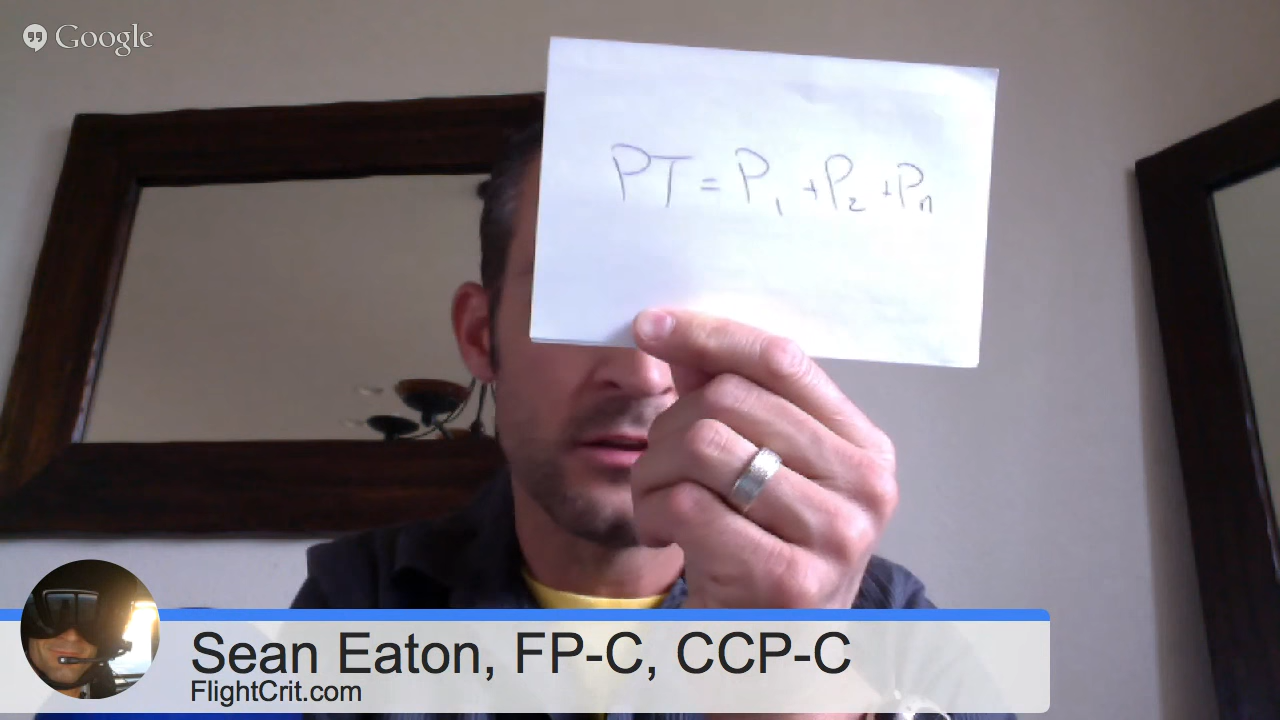 Google
PT = P₁ + P₂ + Pₙ
Sean Eaton, FP-C, CCP-C
FlightCrit.com